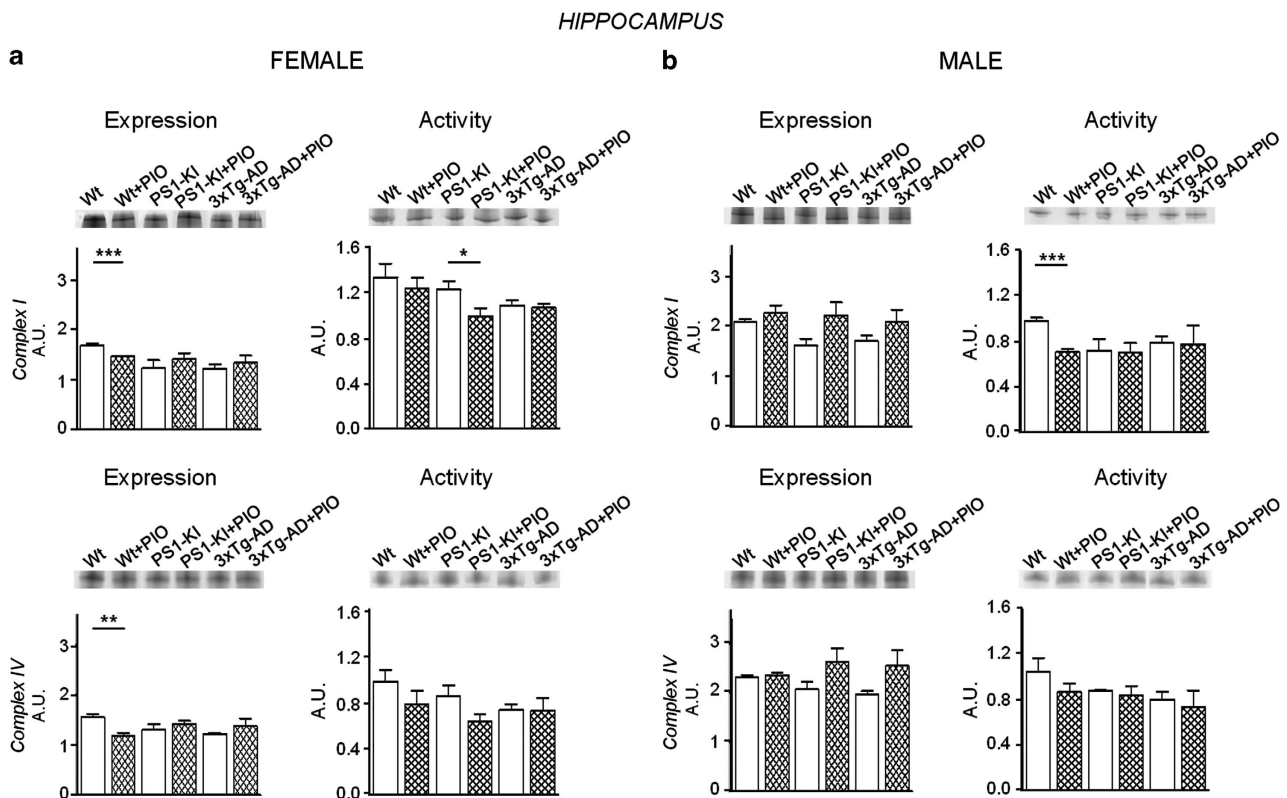 HIPPOCAMPUS
a
FEMALE
Expression
Wt
Wt+PIO
PS1-KI
PS1-KI+PIO
3xTg-AD
3xTg-AD+PIO
***
Complex I
A.U.
3
2
1
0
Activity
Wt
Wt+PIO
PS1-KI
PS1-KI+PIO
3xTg-AD
3xTg-AD+PIO
*
A.U.
1.6
1.2
0.8
0.4
0.0
Expression
Wt
Wt+PIO
PS1-KI
PS1-KI+PIO
3xTg-AD
3xTg-AD+PIO
**
Complex IV
A.U.
3
2
1
0
Activity
Wt
Wt+PIO
PS1-KI
PS1-KI+PIO
3xTg-AD
3xTg-AD+PIO
A.U.
1.6
1.2
0.8
0.4
0.0
b
MALE
Expression
Wt
Wt+PIO
PS1-KI
PS1-KI+PIO
3xTg-AD
3xTg-AD+PIO
Complex I
A.U.
3
2
1
0
Activity
Wt
Wt+PIO
PS1-KI
PS1-KI+PIO
3xTg-AD
3xTg-AD+PIO
***
A.U.
1.6
1.2
0.8
0.4
0.0
Expression
Wt
Wt+PIO
PS1-KI
PS1-KI+PIO
3xTg-AD
3xTg-AD+PIO
Complex IV
A.U.
3
2
1
0
Activity
Wt
Wt+PIO
PS1-KI
PS1-KI+PIO
3xTg-AD
3xTg-AD+PIO
A.U.
1.6
1.2
0.8
0.4
0.0